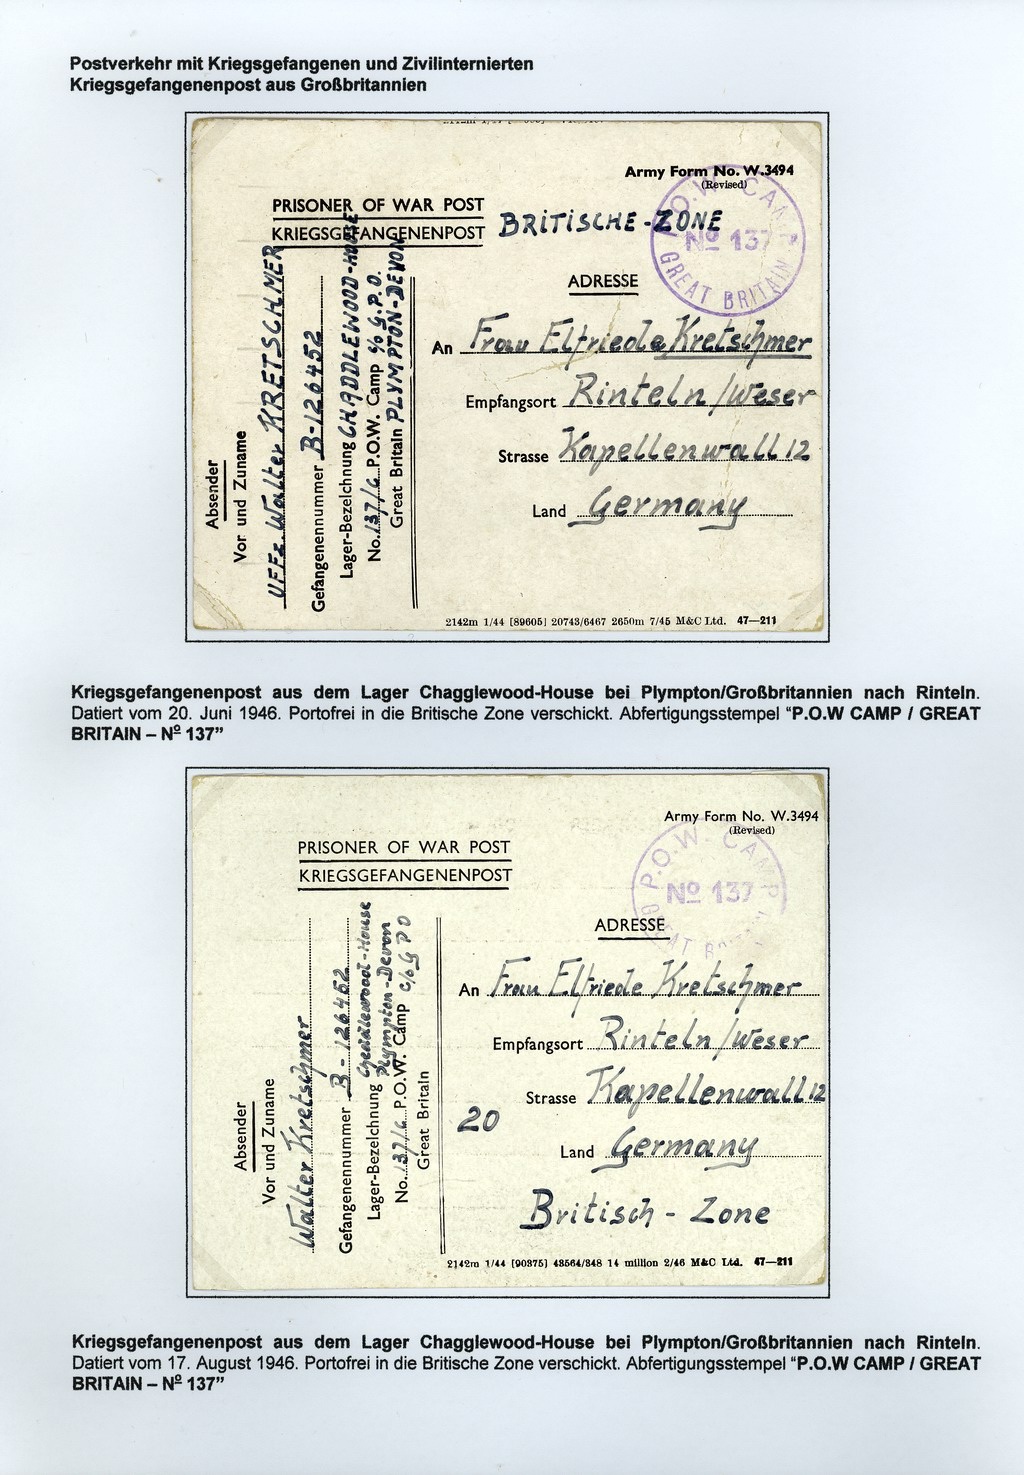 Postverkehr mit Kriegsgefangenen und Zivilinternierten
Kriegsgefangenenpost aus Großbritannien
Army Form No. W.3494
(Revised)
PRISONER OF WAR POST
KRIEGSGEFANGENENPOST
BRITISCHE-ZONE
P.O.W. CAMP
No 137
GREAT BRITAIN
ADRESSE
An Frau Elfriede Kretschmer
Empfangsort Rinteln/Weser
Strasse Kapellenwall 12
Land Germany
Absender
Vor und Zuname
UFFz. Walter KRETSCHMER
Gefangenennummer B-126452
Lager-Bezeichnung CHADDLEWOOD-HOUSE
No. 137/G P.O.W. Camp c/o G.P.O.
Great Britain PLYMPTON-DEVON
2142m 1/44 [89605] 20743/6467 2650m 7/45 M&C Ltd. 47—211
Kriegsgefangenenpost aus dem Lager Chagglewood-House bei Plympton/Großbritannien nach Rinteln.
Datiert vom 20. Juni 1946. Portofrei in die Britische Zone verschickt. Abfertigungsstempel “P.O.W CAMP / GREAT
BRITAIN – Nº 137”
Army Form No. W.3494
(Revised)
PRISONER OF WAR POST
KRIEGSGEFANGENENPOST
P.O.W. CAMP
No 137
GREAT BRITAIN
ADRESSE
An Frau Elfriede Kretschmer
Empfangsort Rinteln/Weser
Strasse Kapellenwall 12
20
Land Germany
Britisch - Zone
Absender
Vor und Zuname
Walter Kretschmer
Gefangenennummer B - 126452
Lager-Bezeichnung Chaddlewood-House
Plympton-Devon
No. 137/G P.O.W. Camp c/o G P O
Great Britain
2142m 1/44 [90375] 43564/348 14 million 2/46 M&C Ltd. 47—211
Kriegsgefangenenpost aus dem Lager Chagglewood-House bei Plympton/Großbritannien nach Rinteln.
Datiert vom 17. August 1946. Portofrei in die Britische Zone verschickt. Abfertigungsstempel “P.O.W CAMP / GREAT
BRITAIN – Nº 137”